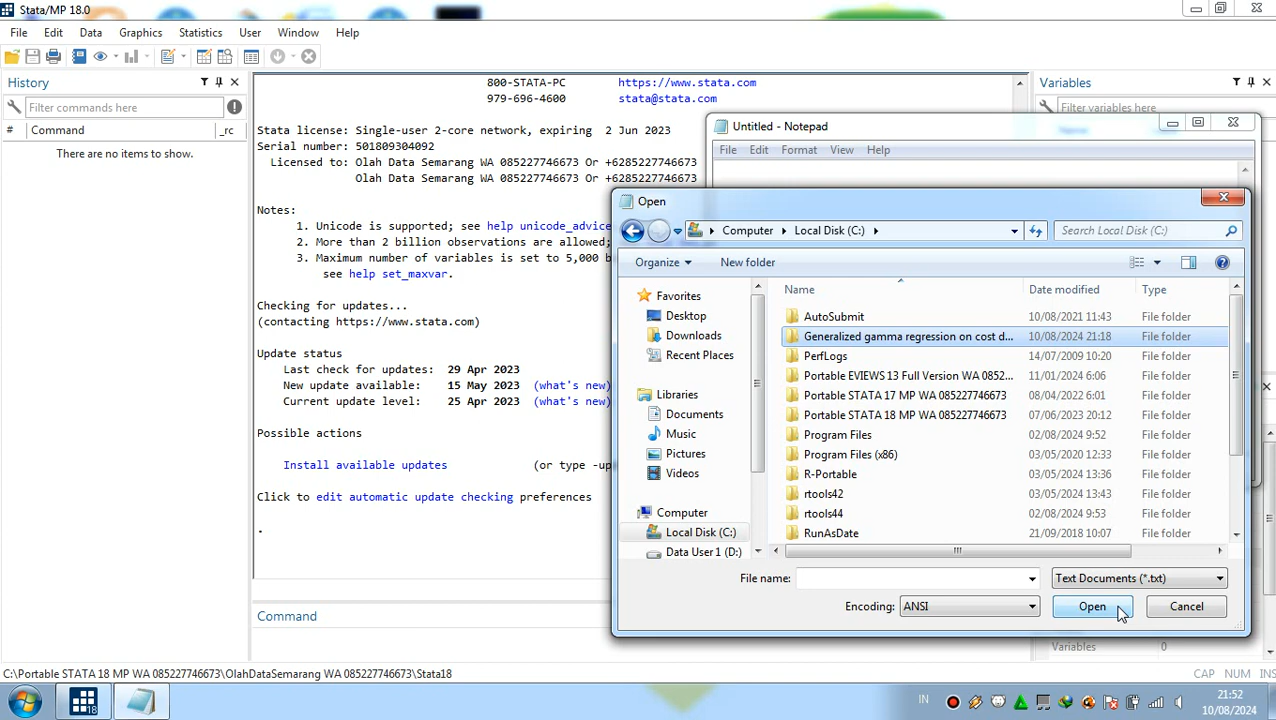 Stata/MP 18.0
File Edit Data Graphics Statistics User Window Help
History
Filter commands here
# Command _rc
There are no items to show.
800-STATA-PC https://www.stata.com
979-696-4600 stata@stata.com
Stata license: Single-user 2-core network, expiring 2 Jun 2023
Serial number: 501809304092
Licensed to: Olah Data Semarang WA 085227746673 Or +6285227746673
Olah Data Semarang WA 085227746673 Or +6285227746673
Notes:
1. Unicode is supported; see help unicode_advice
2. More than 2 billion observations are allowed;
3. Maximum number of variables is set to 5,000 b
see help set_maxvar.
Checking for updates...
(contacting https://www.stata.com)
Update status
Last check for updates: 29 Apr 2023
New update available: 15 May 2023 (what's new)
Current update level: 25 Apr 2023 (what's new)
Possible actions
Install available updates (or type -up
Click to edit automatic update checking preferences
.
Command
Variables
Filter variables here
Name
Untitled - Notepad
File Edit Format View Help
Open
Computer Local Disk (C:)
Search Local Disk (C:)
Organize New folder
Favorites
Desktop
Downloads
Recent Places
Libraries
Documents
Music
Pictures
Videos
Computer
Local Disk (C:)
Data User 1 (D:)
Name Date modified Type
AutoSubmit 10/08/2021 11:43 File folder
Generalized gamma regression on cost d... 10/08/2024 21:18 File folder
PerfLogs 14/07/2009 10:20 File folder
Portable EVIEWS 13 Full Version WA 0852... 11/01/2024 6:06 File folder
Portable STATA 17 MP WA 085227746673 08/04/2022 6:01 File folder
Portable STATA 18 MP WA 085227746673 07/06/2023 20:12 File folder
Program Files 02/08/2024 9:52 File folder
Program Files (x86) 03/05/2020 12:33 File folder
R-Portable 03/05/2024 13:36 File folder
rtools42 03/05/2024 13:43 File folder
rtools44 02/08/2024 9:53 File folder
RunAsDate 21/09/2018 10:07 File folder
File name: Text Documents (*.txt)
Encoding: ANSI Open Cancel
Variables 0
C:\Portable STATA 18 MP WA 085227746673\OlahDataSemarang\Stata18
CAP NUM INS
18
IN
21:52
10/08/2024